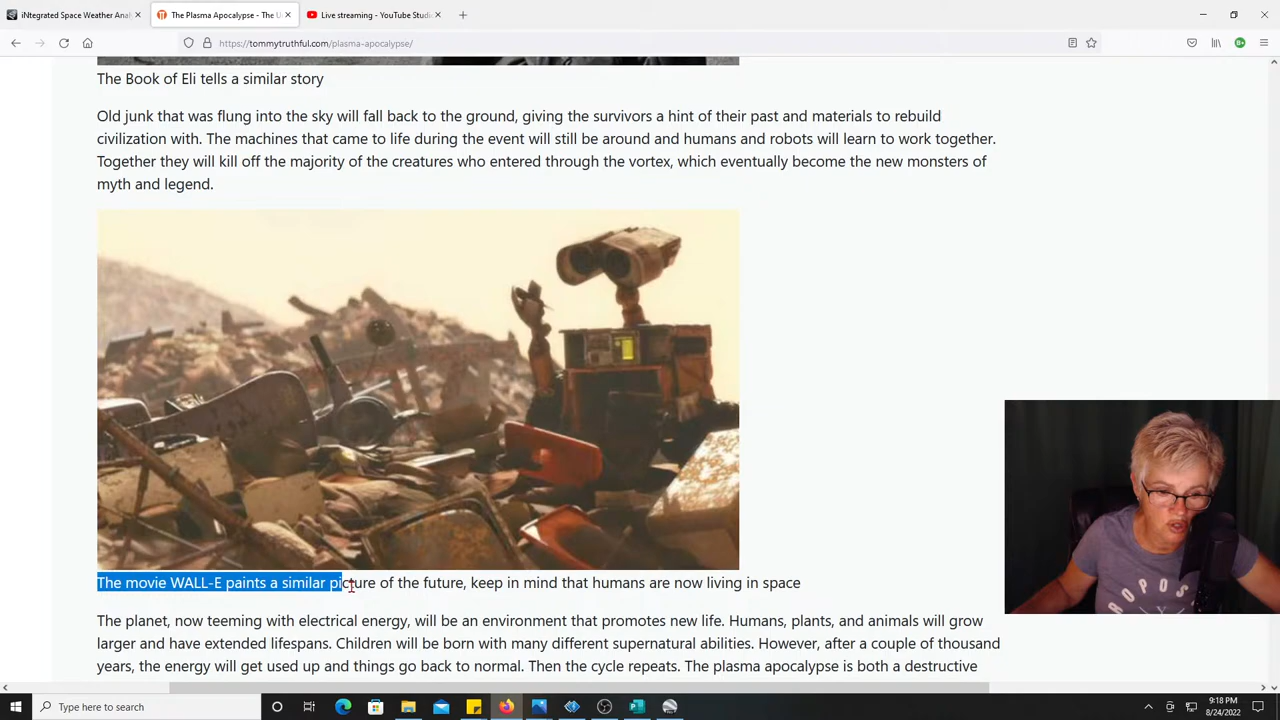 iNtegrated Space Weather Anal
The Plasma Apocalypse - The U
Live streaming - YouTube Studi
https://tommytruthful.com/plasma-apocalypse/
The Book of Eli tells a similar story
Old junk that was flung into the sky will fall back to the ground, giving the survivors a hint of their past and materials to rebuild
civilization with. The machines that came to life during the event will still be around and humans and robots will learn to work together.
Together they will kill off the majority of the creatures who entered through the vortex, which eventually become the new monsters of
myth and legend.
The movie WALL-E paints a similar picture of the future, keep in mind that humans are now living in space
The planet, now teeming with electrical energy, will be an environment that promotes new life. Humans, plants, and animals will grow
larger and have extended lifespans. Children will be born with many different supernatural abilities. However, after a couple of thousand
years, the energy will get used up and things go back to normal. Then the cycle repeats. The plasma apocalypse is both a destructive
Type here to search
9:18 PM
8/24/2022